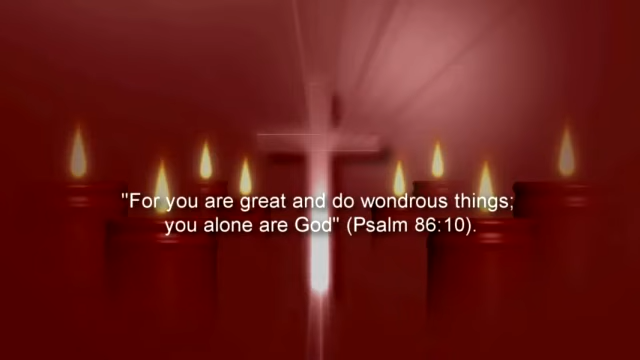 "For you are great and do wondrous things;
you alone are God" (Psalm 86:10).